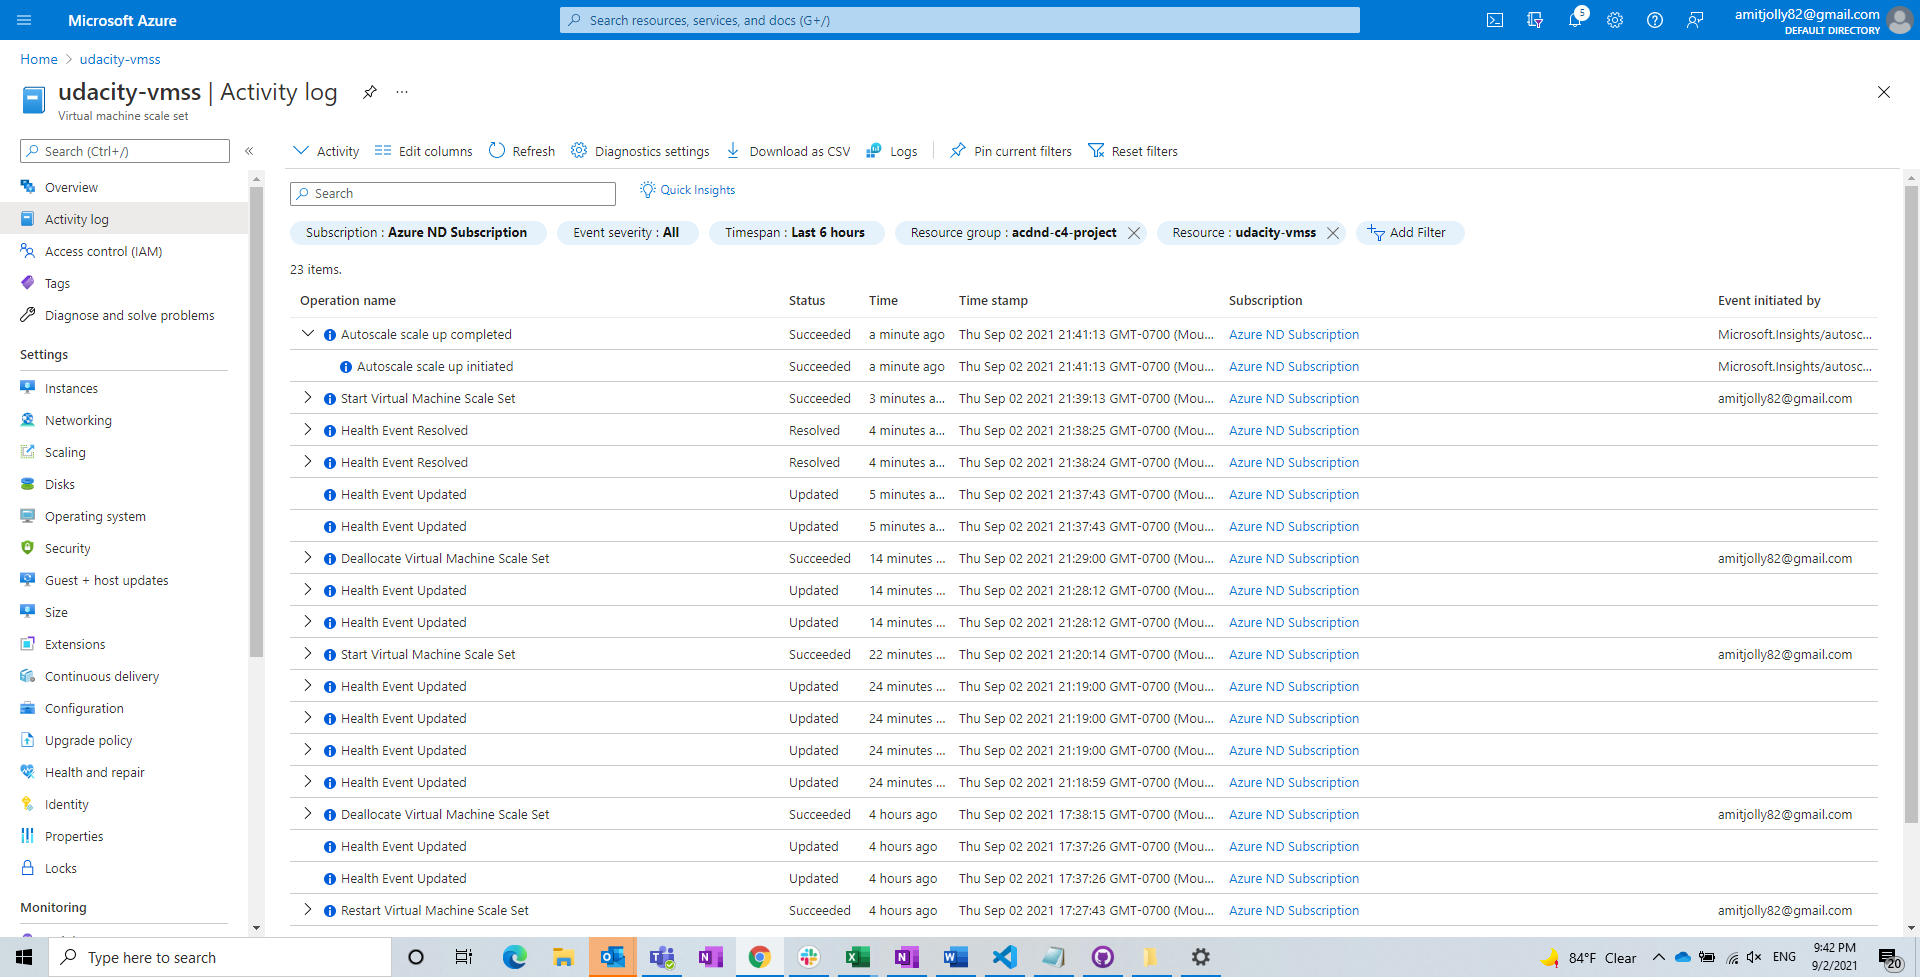 Microsoft Azure
Search resources, services, and docs (G+/)
5
amitjolly82@gmail.com
DEFAULT DIRECTORY
Home > udacity-vmss
udacity-vmss | Activity log
...
Virtual machine scale set
Search (Ctrl+/)
«
Activity
Edit columns
Refresh
Diagnostics settings
Download as CSV
Logs
Pin current filters
Reset filters
Overview
Activity log
Access control (IAM)
Tags
Diagnose and solve problems
Settings
Instances
Networking
Scaling
Disks
Operating system
Security
Guest + host updates
Size
Extensions
Continuous delivery
Configuration
Upgrade policy
Health and repair
Identity
Properties
Locks
Monitoring
Search
Quick Insights
Subscription : Azure ND Subscription
Event severity : All
Timespan : Last 6 hours
Resource group : acdnd-c4-project
Resource : udacity-vmss
Add Filter
23 items.
Operation name Status Time Time stamp Subscription Event initiated by
Autoscale scale up completed Succeeded a minute ago Thu Sep 02 2021 21:41:13 GMT-0700 (Mou... Azure ND Subscription Microsoft.Insights/autosc...
Autoscale scale up initiated Succeeded a minute ago Thu Sep 02 2021 21:41:13 GMT-0700 (Mou... Azure ND Subscription Microsoft.Insights/autosc...
Start Virtual Machine Scale Set Succeeded 3 minutes a... Thu Sep 02 2021 21:39:13 GMT-0700 (Mou... Azure ND Subscription amitjolly82@gmail.com
Health Event Resolved Resolved 4 minutes a... Thu Sep 02 2021 21:38:25 GMT-0700 (Mou... Azure ND Subscription
Health Event Resolved Resolved 4 minutes a... Thu Sep 02 2021 21:38:24 GMT-0700 (Mou... Azure ND Subscription
Health Event Updated Updated 5 minutes a... Thu Sep 02 2021 21:37:43 GMT-0700 (Mou... Azure ND Subscription
Health Event Updated Updated 5 minutes a... Thu Sep 02 2021 21:37:43 GMT-0700 (Mou... Azure ND Subscription
Deallocate Virtual Machine Scale Set Succeeded 14 minutes ... Thu Sep 02 2021 21:29:00 GMT-0700 (Mou... Azure ND Subscription amitjolly82@gmail.com
Health Event Updated Updated 14 minutes ... Thu Sep 02 2021 21:28:12 GMT-0700 (Mou... Azure ND Subscription
Health Event Updated Updated 14 minutes ... Thu Sep 02 2021 21:28:12 GMT-0700 (Mou... Azure ND Subscription
Start Virtual Machine Scale Set Succeeded 22 minutes ... Thu Sep 02 2021 21:20:14 GMT-0700 (Mou... Azure ND Subscription amitjolly82@gmail.com
Health Event Updated Updated 24 minutes ... Thu Sep 02 2021 21:19:00 GMT-0700 (Mou... Azure ND Subscription
Health Event Updated Updated 24 minutes ... Thu Sep 02 2021 21:19:00 GMT-0700 (Mou... Azure ND Subscription
Health Event Updated Updated 24 minutes ... Thu Sep 02 2021 21:19:00 GMT-0700 (Mou... Azure ND Subscription
Health Event Updated Updated 24 minutes ... Thu Sep 02 2021 21:18:59 GMT-0700 (Mou... Azure ND Subscription
Deallocate Virtual Machine Scale Set Succeeded 4 hours ago Thu Sep 02 2021 17:38:15 GMT-0700 (Mou... Azure ND Subscription amitjolly82@gmail.com
Health Event Updated Updated 4 hours ago Thu Sep 02 2021 17:37:26 GMT-0700 (Mou... Azure ND Subscription
Health Event Updated Updated 4 hours ago Thu Sep 02 2021 17:37:26 GMT-0700 (Mou... Azure ND Subscription
Restart Virtual Machine Scale Set Succeeded 4 hours ago Thu Sep 02 2021 17:27:43 GMT-0700 (Mou... Azure ND Subscription amitjolly82@gmail.com
Type here to search
84°F Clear
ENG
9:42 PM
9/2/2021
20